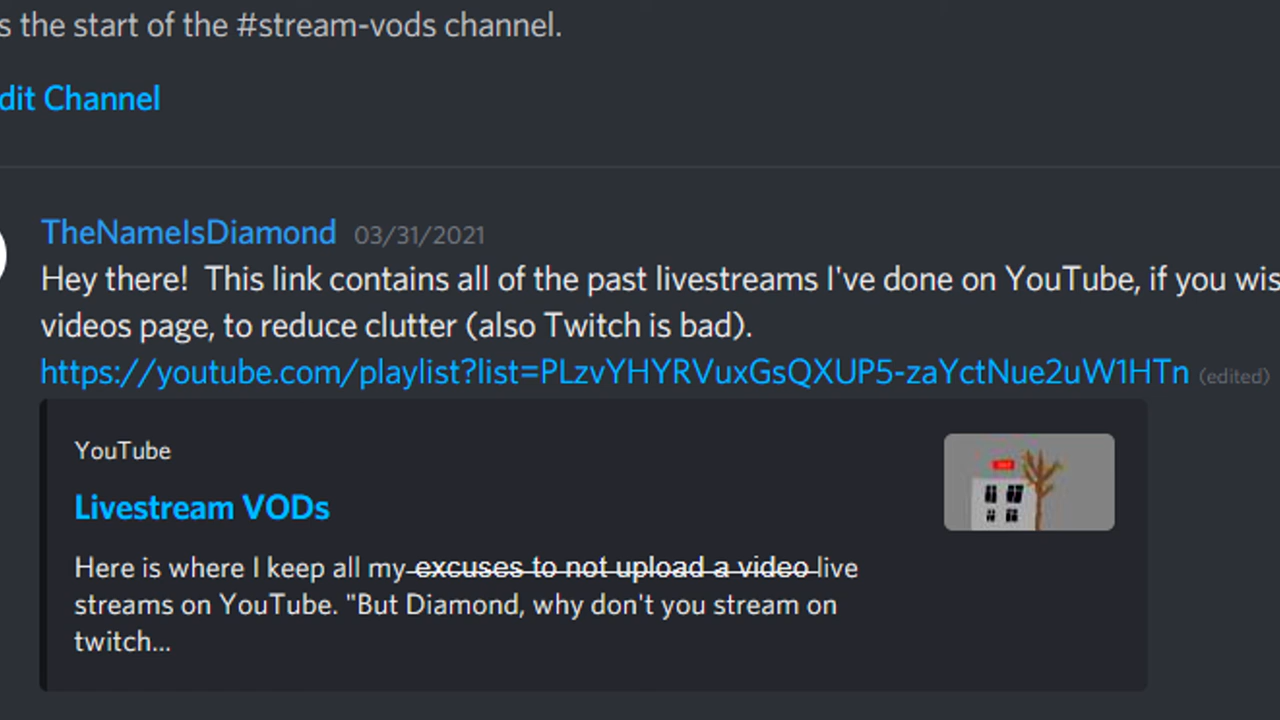 s the start of the #stream-vods channel.
dit Channel
TheNameIsDiamond 03/31/2021
Hey there!  This link contains all of the past livestreams I've done on YouTube, if you wis
videos page, to reduce clutter (also Twitch is bad).
https://youtube.com/playlist?list=PLzvYHYRVuxGsQXUP5-zaYctNue2uW1HTn (edited)
YouTube
Livestream VODs
Here is where I keep all my excuses to not upload a video live
streams on YouTube. "But Diamond, why don't you stream on
twitch...